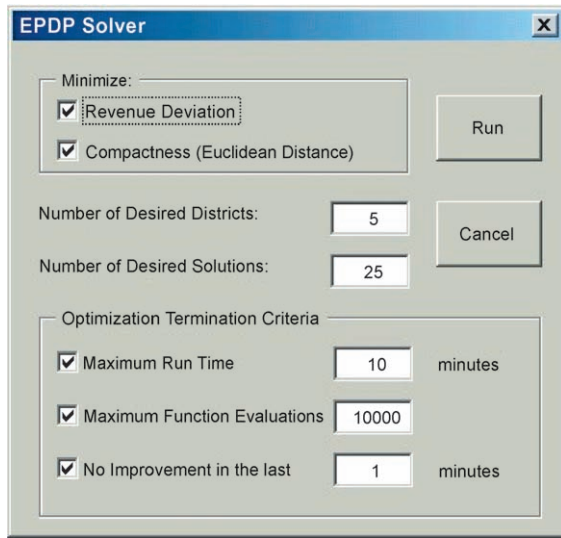 EPDP Solver
Minimize:
Revenue Deviation
Compactness (Euclidean Distance)
Run
Number of Desired Districts: 5
Cancel
Number of Desired Solutions: 25
Optimization Termination Criteria
Maximum Run Time 10 minutes
Maximum Function Evaluations 10000
No Improvement in the last 1 minutes